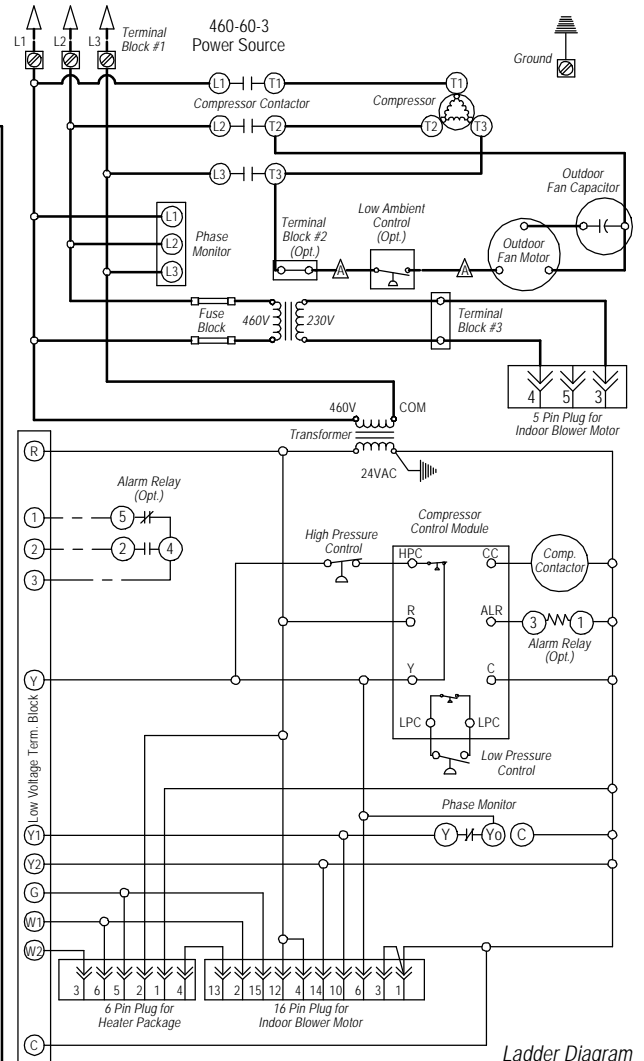 460-60-3
Power Source
L1
L2
L3
Terminal
Block #1
Ground
L1
T1
T1
Compressor Contactor
Compressor
L2
T2
T2
T3
L3
T3
Outdoor
Fan Capacitor
L1
L2
L3
Phase
Monitor
Terminal
Block #2
(Opt.)
Low Ambient
Control
(Opt.)
A
A
Outdoor
Fan Motor
Fuse
Block
460V
230V
Terminal
Block #3
4
5
3
5 Pin Plug for
Indoor Blower Motor
460V
COM
Transformer
24VAC
R
Alarm Relay
(Opt.)
1
5
2
2
4
3
High Pressure
Control
Compressor
Control Module
HPC
CC
Comp.
Contactor
R
ALR
3
1
Alarm Relay
(Opt.)
Y
Y
C
LPC
LPC
Low Pressure
Control
Low Voltage Term. Block
Phase Monitor
Y1
Y
Yo
C
Y2
G
W1
W2
3
6
5
2
1
4
13
2
15
12
4
14
10
6
3
1
6 Pin Plug for
Heater Package
16 Pin Plug for
Indoor Blower Motor
C
Ladder Diagram